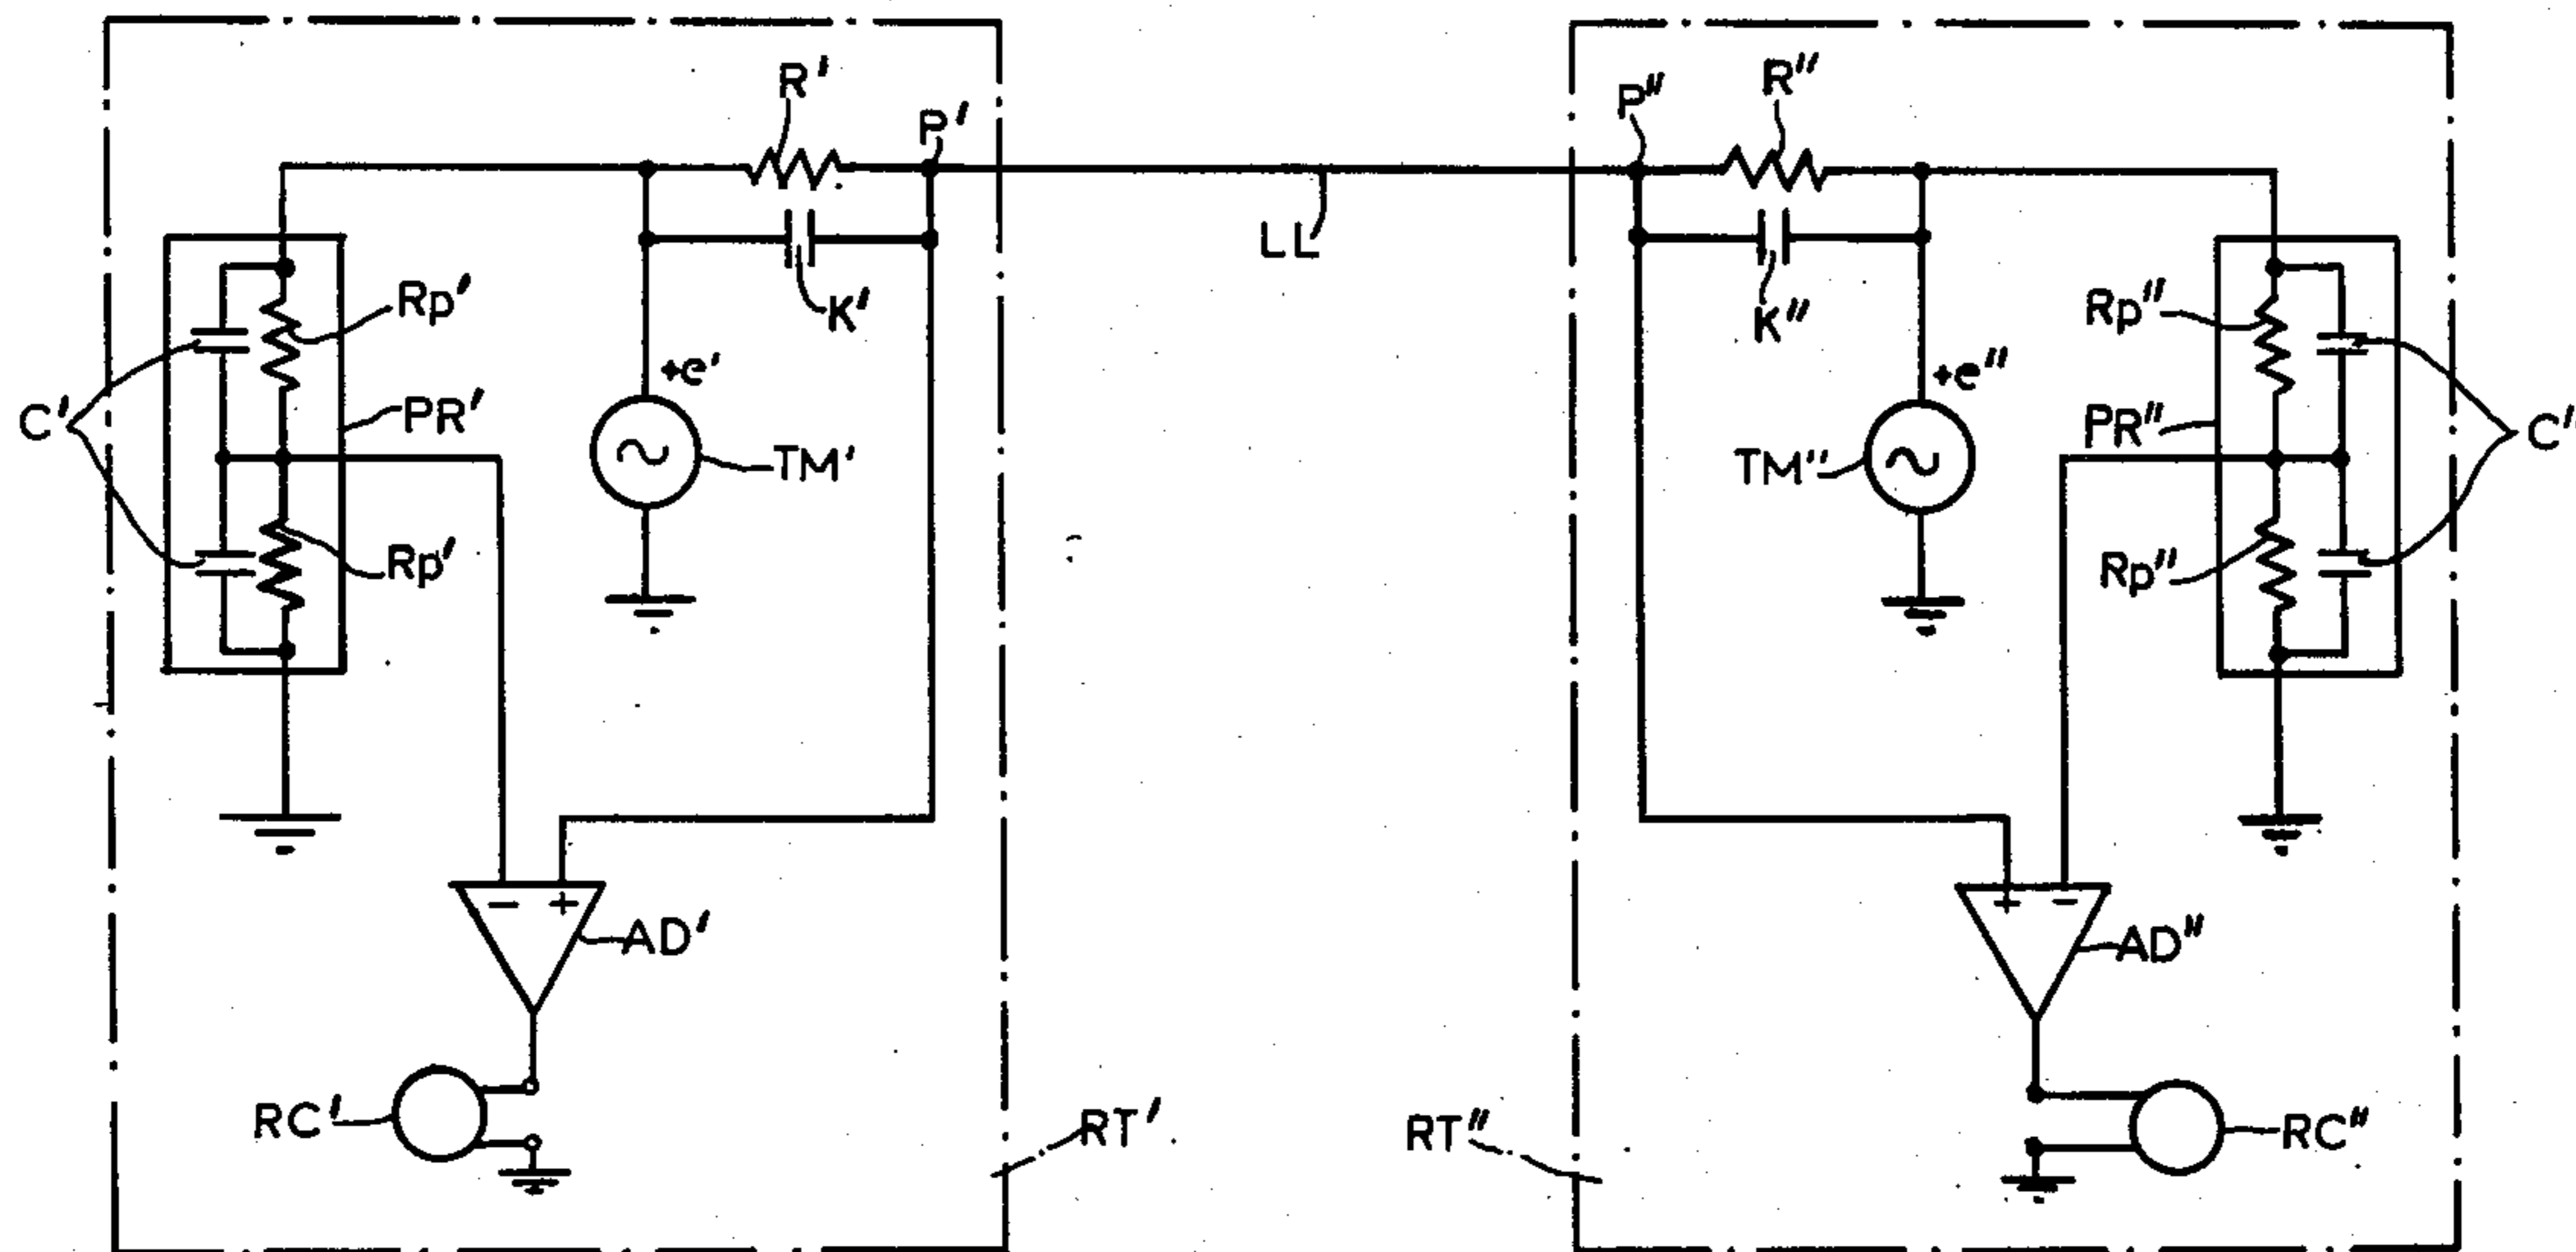 R' R"
P' P"
LL
Rp' K' K" Rp"
+e' +e"
C' PR' PR" C"
TM' TM"
Rp' Rp"
− + + −
AD' AD"
RC' RT' RT" RC"